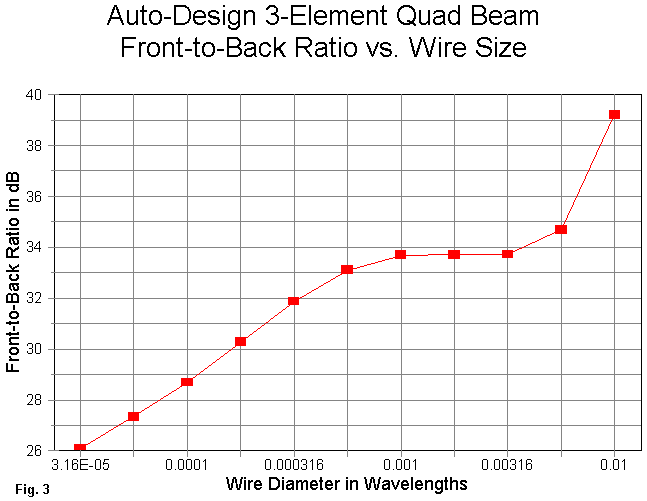 Auto-Design 3-Element Quad Beam
Front-to-Back Ratio vs. Wire Size
Front-to-Back Ratio in dB
40
38
36
34
32
30
28
26
3.16E-05 0.0001 0.000316 0.001 0.00316 0.01
Wire Diameter in Wavelengths
Fig. 3